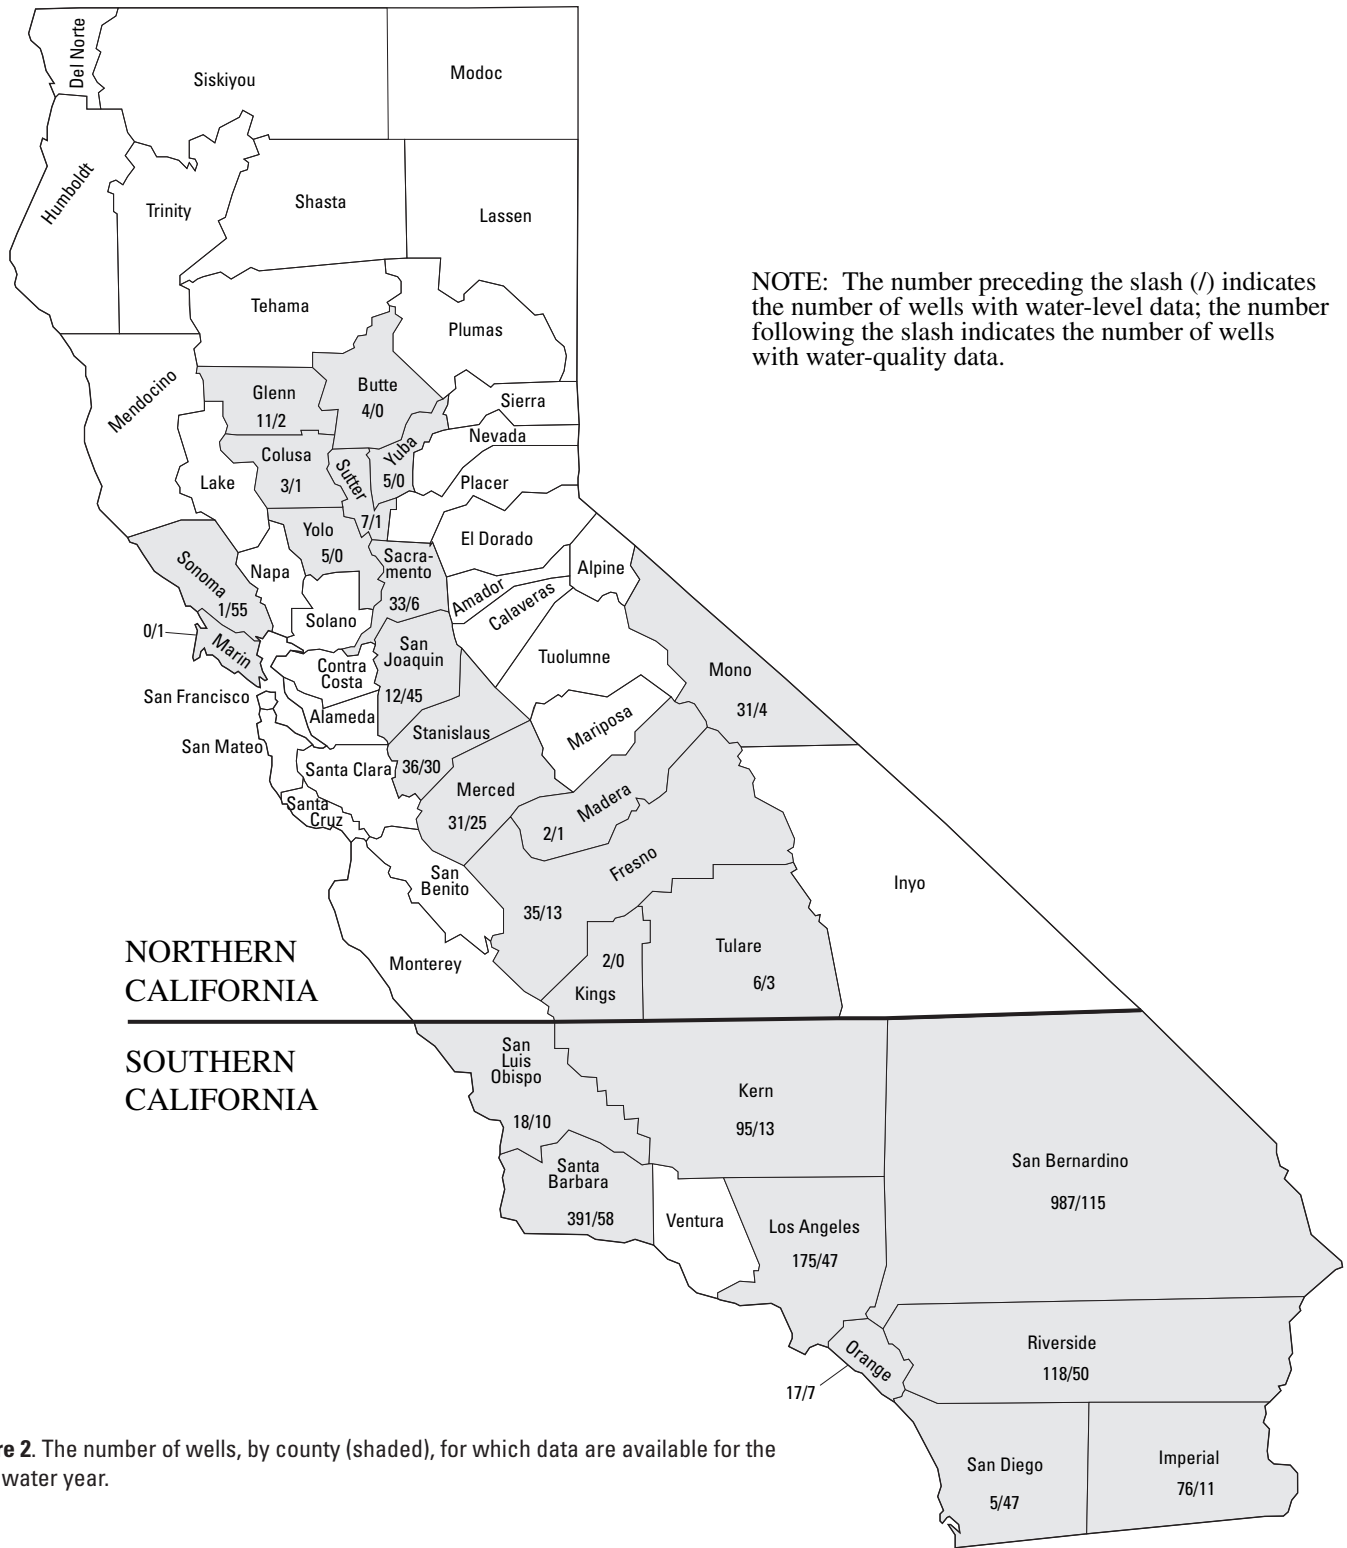 Del Norte
Siskiyou
Modoc
Humboldt
Trinity
Shasta
Lassen
NOTE: The number preceding the slash (/) indicates
the number of wells with water-level data; the number
following the slash indicates the number of wells
with water-quality data.
Tehama
Plumas
Mendocino
Glenn
11/2
Butte
4/0
Sierra
Nevada
Colusa
3/1
Sutter
7/1
Yuba
5/0
Lake
Placer
Yolo
5/0
El Dorado
Sacra-
mento
33/6
Sonoma
1/55
Napa
Alpine
Amador
Calaveras
Solano
0/1
Marin
San
Joaquin
12/45
Contra
Costa
Tuolumne
Mono
31/4
San Francisco
Alameda
Stanislaus
36/30
Mariposa
San Mateo
Santa Clara
Merced
31/25
Madera
2/1
Santa
Cruz
Fresno
35/13
San
Benito
Inyo
NORTHERN
CALIFORNIA
Monterey
2/0
Kings
Tulare
6/3
SOUTHERN
CALIFORNIA
San
Luis
Obispo
18/10
Kern
95/13
San Bernardino
987/115
Santa
Barbara
391/58
Ventura
Los Angeles
175/47
Riverside
118/50
Orange
17/7
San Diego
5/47
Imperial
76/11
re 2. The number of wells, by county (shaded), for which data are available for the
water year.